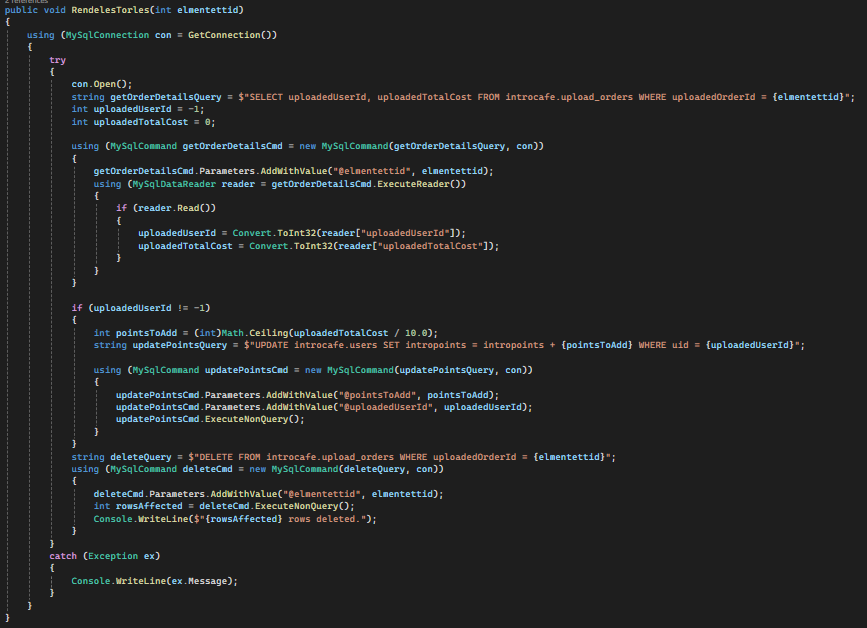 2 references
public void RendelesTorles(int elmentettid)
{
    using (MySqlConnection con = GetConnection())
    {
        try
        {
            con.Open();
            string getOrderDetailsQuery = $"SELECT uploadedUserId, uploadedTotalCost FROM introcafe.upload_orders WHERE uploadedOrderId = {elmentettid}";
            int uploadedUserId = -1;
            int uploadedTotalCost = 0;

            using (MySqlCommand getOrderDetailsCmd = new MySqlCommand(getOrderDetailsQuery, con))
            {
                getOrderDetailsCmd.Parameters.AddWithValue("@elmentettid", elmentettid);
                using (MySqlDataReader reader = getOrderDetailsCmd.ExecuteReader())
                {
                    if (reader.Read())
                    {
                        uploadedUserId = Convert.ToInt32(reader["uploadedUserId"]);
                        uploadedTotalCost = Convert.ToInt32(reader["uploadedTotalCost"]);
                    }
                }
            }

            if (uploadedUserId != -1)
            {
                int pointsToAdd = (int)Math.Ceiling(uploadedTotalCost / 10.0);
                string updatePointsQuery = $"UPDATE introcafe.users SET intropoints = intropoints + {pointsToAdd} WHERE uid = {uploadedUserId}";

                using (MySqlCommand updatePointsCmd = new MySqlCommand(updatePointsQuery, con))
                {
                    updatePointsCmd.Parameters.AddWithValue("@pointsToAdd", pointsToAdd);
                    updatePointsCmd.Parameters.AddWithValue("@uploadedUserId", uploadedUserId);
                    updatePointsCmd.ExecuteNonQuery();
                }
            }
            string deleteQuery = $"DELETE FROM introcafe.upload_orders WHERE uploadedOrderId = {elmentettid}";
            using (MySqlCommand deleteCmd = new MySqlCommand(deleteQuery, con))
            {
                deleteCmd.Parameters.AddWithValue("@elmentettid", elmentettid);
                int rowsAffected = deleteCmd.ExecuteNonQuery();
                Console.WriteLine($"{rowsAffected} rows deleted.");
            }
        }
        catch (Exception ex)
        {
            Console.WriteLine(ex.Message);
        }
    }
}